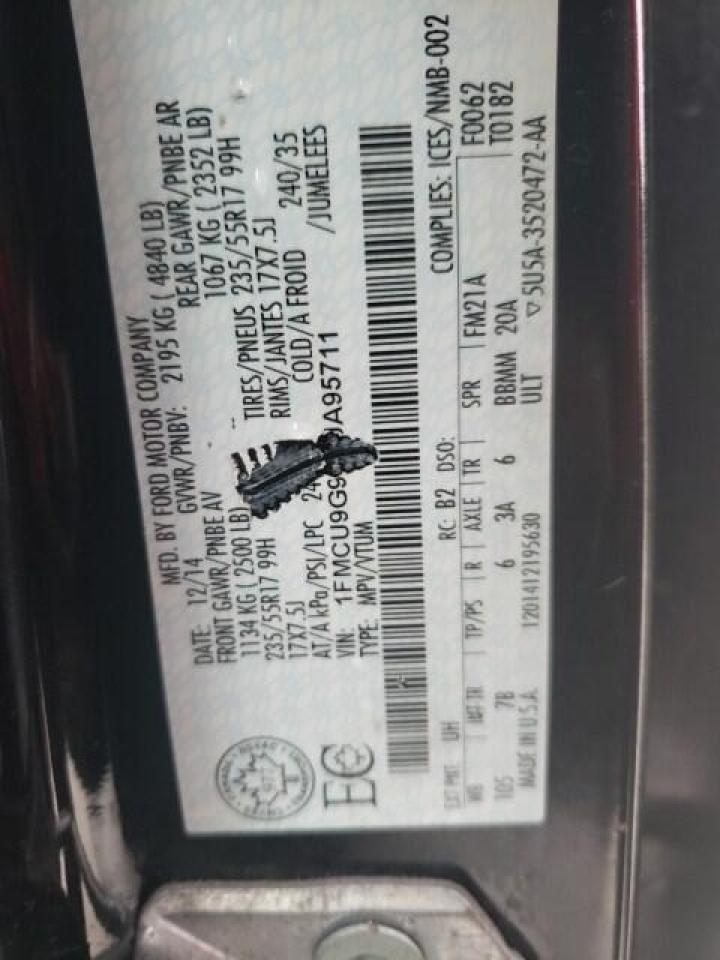 MFD. BY FORD MOTOR COMPANY
DATE: 12/14 GVWR/PNBV: 2195 KG ( 4840 LB)
FRONT GAWR/PNBE AV REAR GAWR/PNBE AR
1134 KG ( 2500 LB) 1067 KG ( 2352 LB)
235/55R17 99H TIRES/PNEUS 235/55R17 99H
17X7.5J RIMS/JANTES 17X7.5J
AT/A kPa/PSI/LPC COLD/A FROID 240/35
VIN: /JUMELEES
TYPE: MPV/VTUM
EC
COMPLIES: ICES/NMB-002
EXT PNT: UH RC: B2 DSO: F0062
WB TP/PS R AXLE TR SPR FM21A T0182
105 7B 6 3A 6 BBMM 20A
MADE IN U.S.A. 1201412195630 ULT ▽ 5U5A-3520472-AA